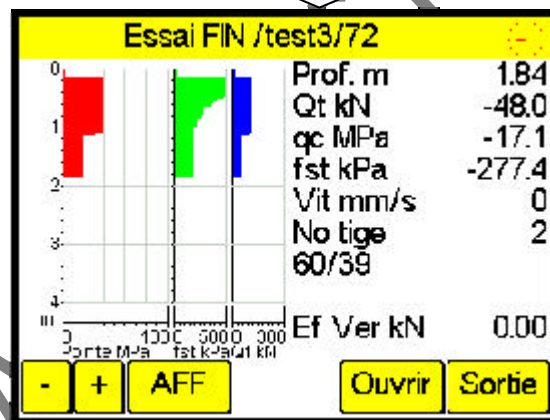 Essai FIN /test3/72
Prof. m 1.84
Qt kN -48.0
qc MPa -17.1
fst kPa -277.4
Vit mm/s 0
No tige 2
60/39
Ef Ver kN 0.00
0
1
2
3
4
m
0 100 0 5000 0 300
Pointe MPa fst kPa Qt kN
- + AFF Ouvrir Sortie